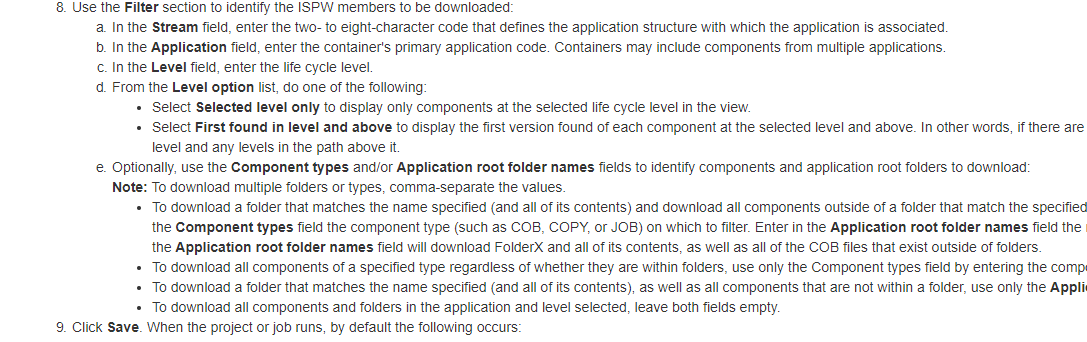 8. Use the Filter section to identify the ISPW members to be downloaded:
a. In the Stream field, enter the two- to eight-character code that defines the application structure with which the application is associated.
b. In the Application field, enter the container's primary application code. Containers may include components from multiple applications.
c. In the Level field, enter the life cycle level.
d. From the Level option list, do one of the following:
• Select Selected level only to display only components at the selected life cycle level in the view.
• Select First found in level and above to display the first version found of each component at the selected level and above. In other words, if there are
level and any levels in the path above it.
e. Optionally, use the Component types and/or Application root folder names fields to identify components and application root folders to download:
Note: To download multiple folders or types, comma-separate the values.
• To download a folder that matches the name specified (and all of its contents) and download all components outside of a folder that match the specified
the Component types field the component type (such as COB, COPY, or JOB) on which to filter. Enter in the Application root folder names field the
the Application root folder names field will download FolderX and all of its contents, as well as all of the COB files that exist outside of folders.
• To download all components of a specified type regardless of whether they are within folders, use only the Component types field by entering the comp
• To download a folder that matches the name specified (and all of its contents), as well as all components that are not within a folder, use only the Appli
• To download all components and folders in the application and level selected, leave both fields empty.
9. Click Save. When the project or job runs, by default the following occurs: